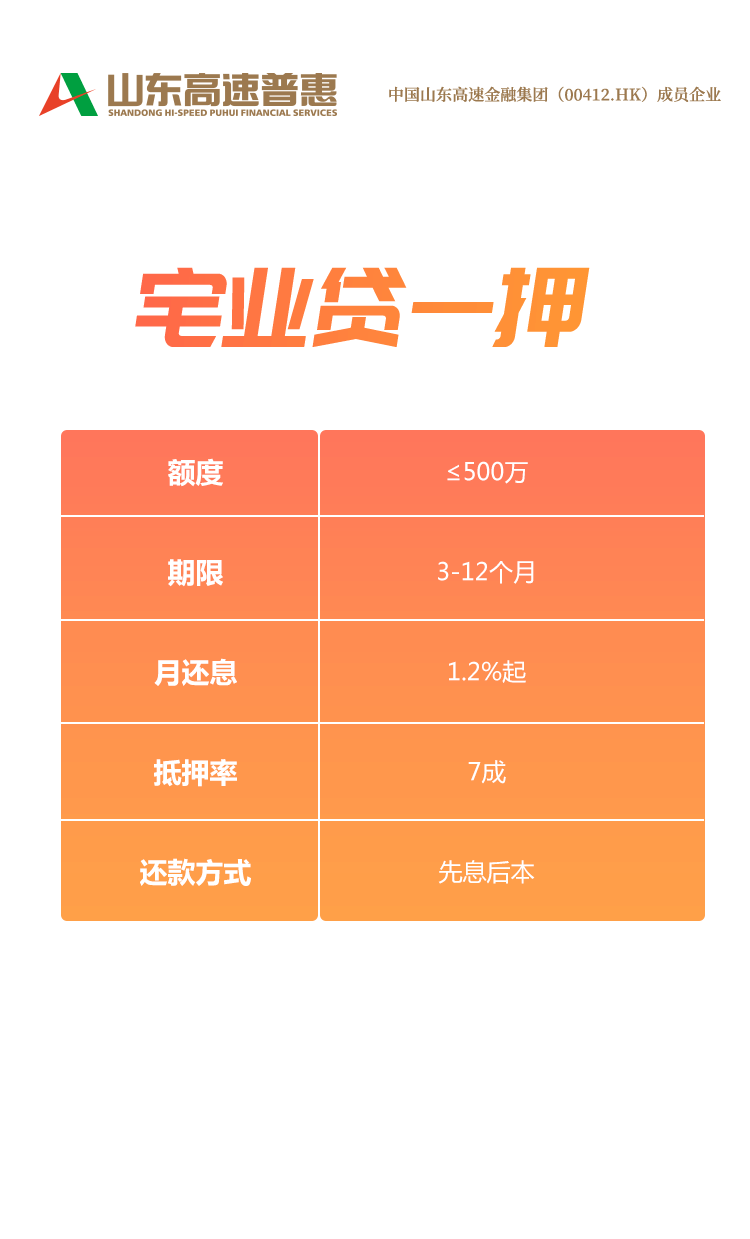 山东高速普惠
SHANDONG HI-SPEED PUHUI FINANCIAL SERVICES
中国山东高速金融集团（00412.HK）成员企业
宅业贷一押
额度 ≤500万
期限 3-12个月
月还息 1.2%起
抵押率 7成
还款方式 先息后本